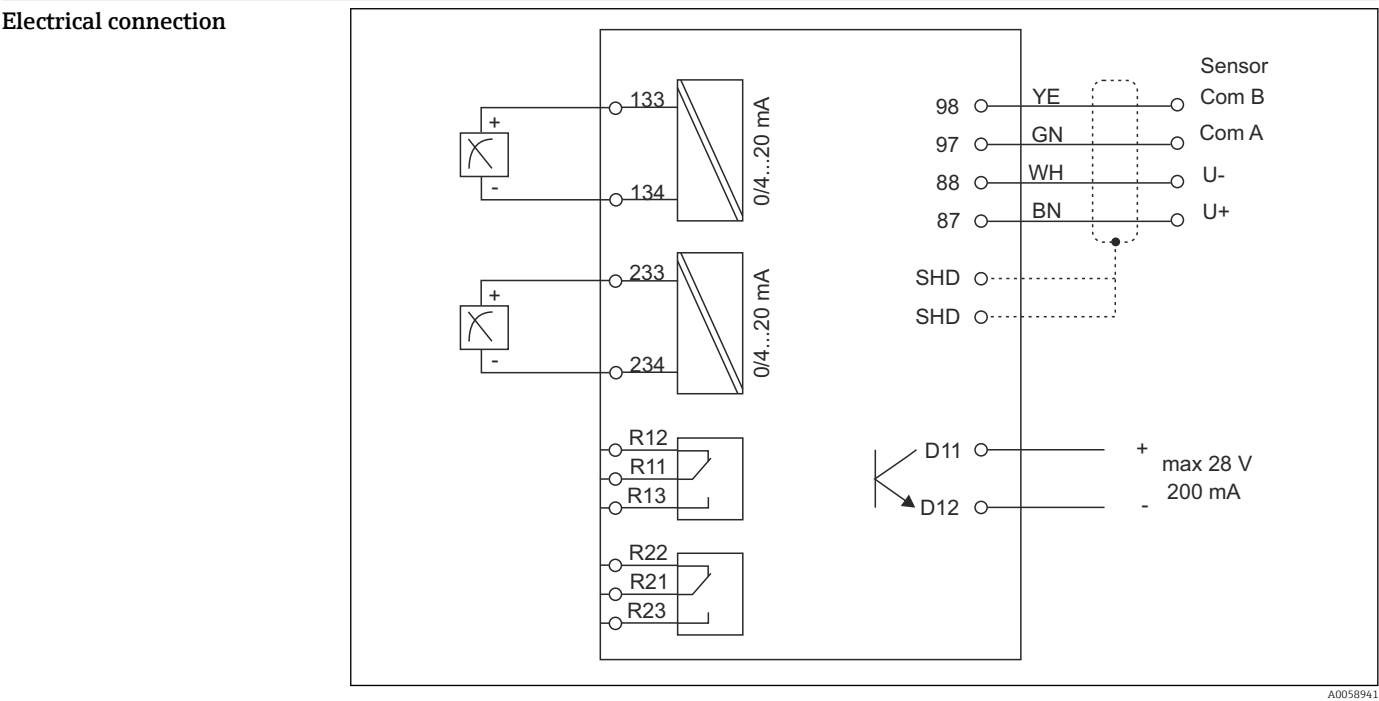 Electrical connection
133
+
-
134
0/4...20 mA
233
+
-
234
0/4...20 mA
R12
R11
R13
R22
R21
R23
Sensor
98 YE Com B
97 GN Com A
88 WH U-
87 BN U+
SHD
SHD
D11 +
max 28 V
200 mA
D12 -
A0058941